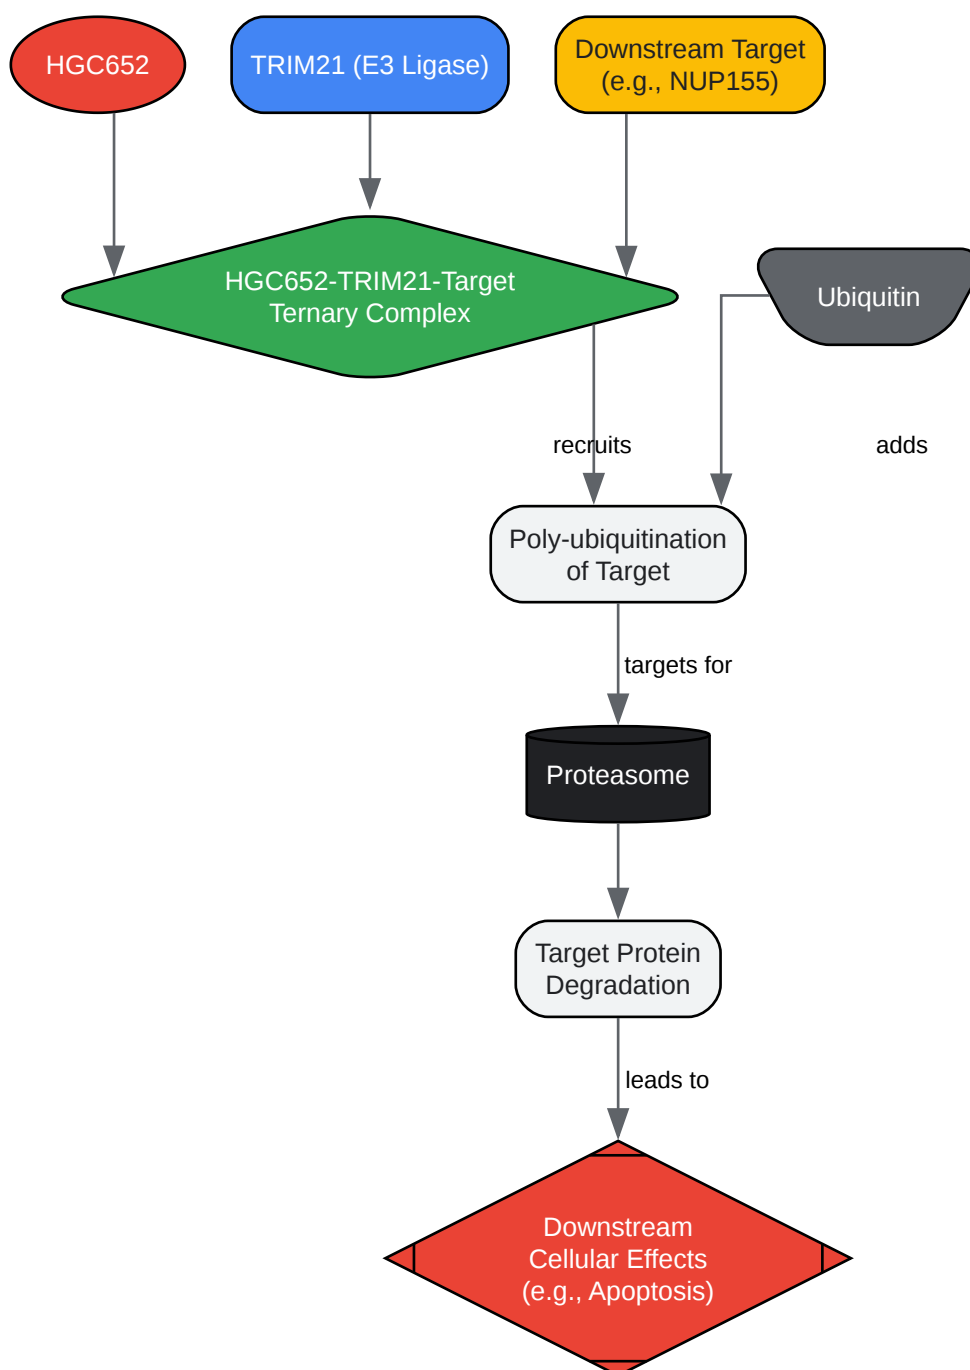 HGC652
TRIM21 (E3 Ligase)
Downstream Target
(e.g., NUP155)
HGC652-TRIM21-Target
Ternary Complex
Ubiquitin
recruits
adds
Poly-ubiquitination
of Target
targets for
Proteasome
Target Protein
Degradation
leads to
Downstream
Cellular Effects
(e.g., Apoptosis)